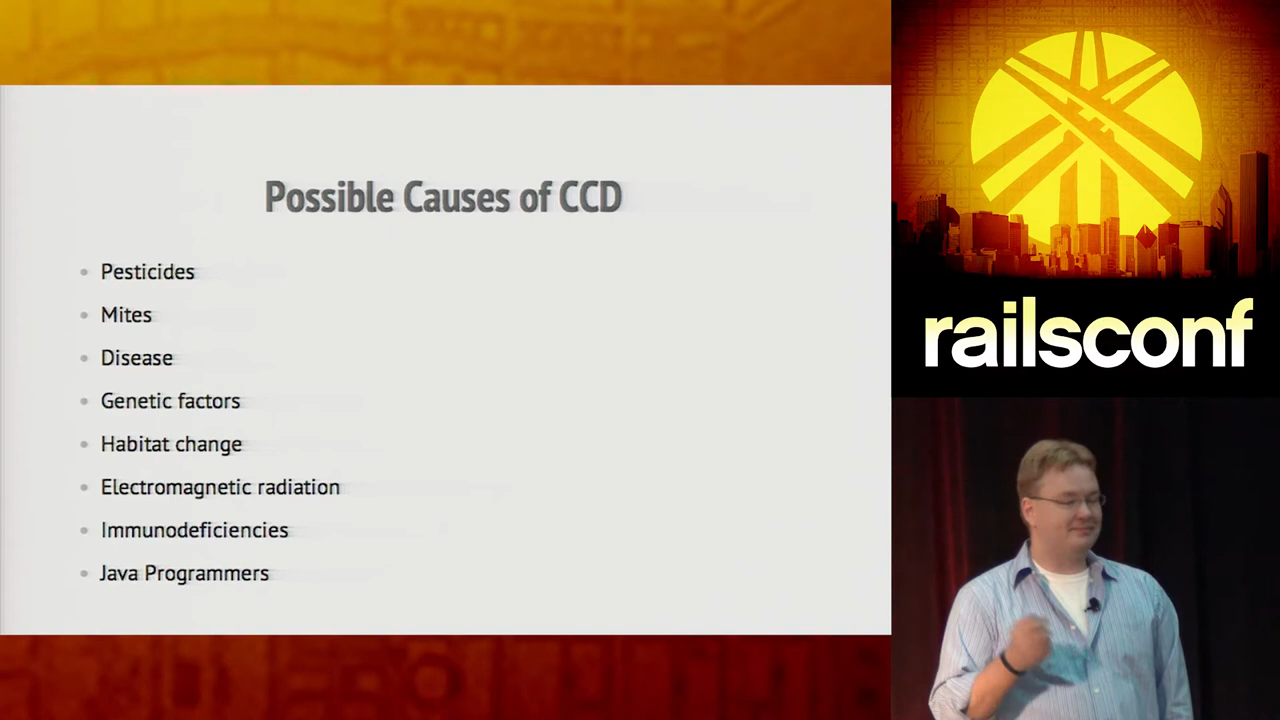 Possible Causes of CCD
Pesticides
Mites
Disease
Genetic factors
Habitat change
Electromagnetic radiation
Immunodeficiencies
Java Programmers
railsconf